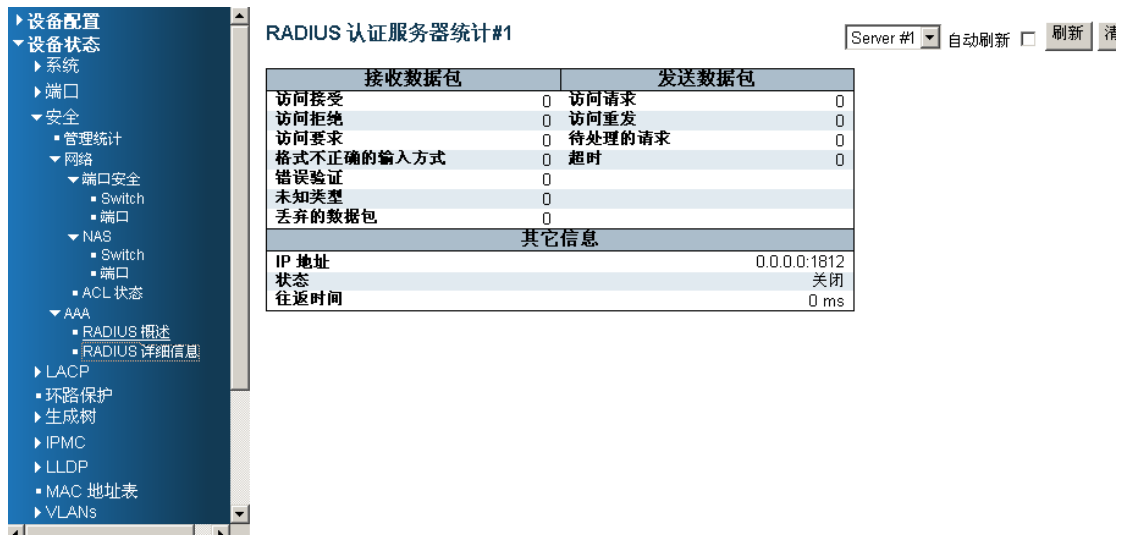 设备配置
设备状态
系统
端口
安全
管理统计
网络
端口安全
Switch
端口
NAS
Switch
端口
ACL 状态
AAA
RADIUS 概述
RADIUS 详细信息
LACP
环路保护
生成树
IPMC
LLDP
MAC 地址表
VLANs
RADIUS 认证服务器统计#1
Server #1 自动刷新 刷新 清
接收数据包 发送数据包
访问接受 0 访问请求 0
访问拒绝 0 访问重发 0
访问要求 0 待处理的请求 0
格式不正确的输入方式 0 超时 0
错误验证 0
未知类型 0
丢弃的数据包 0
其它信息
IP 地址 0.0.0.0:1812
状态 关闭
往返时间 0 ms